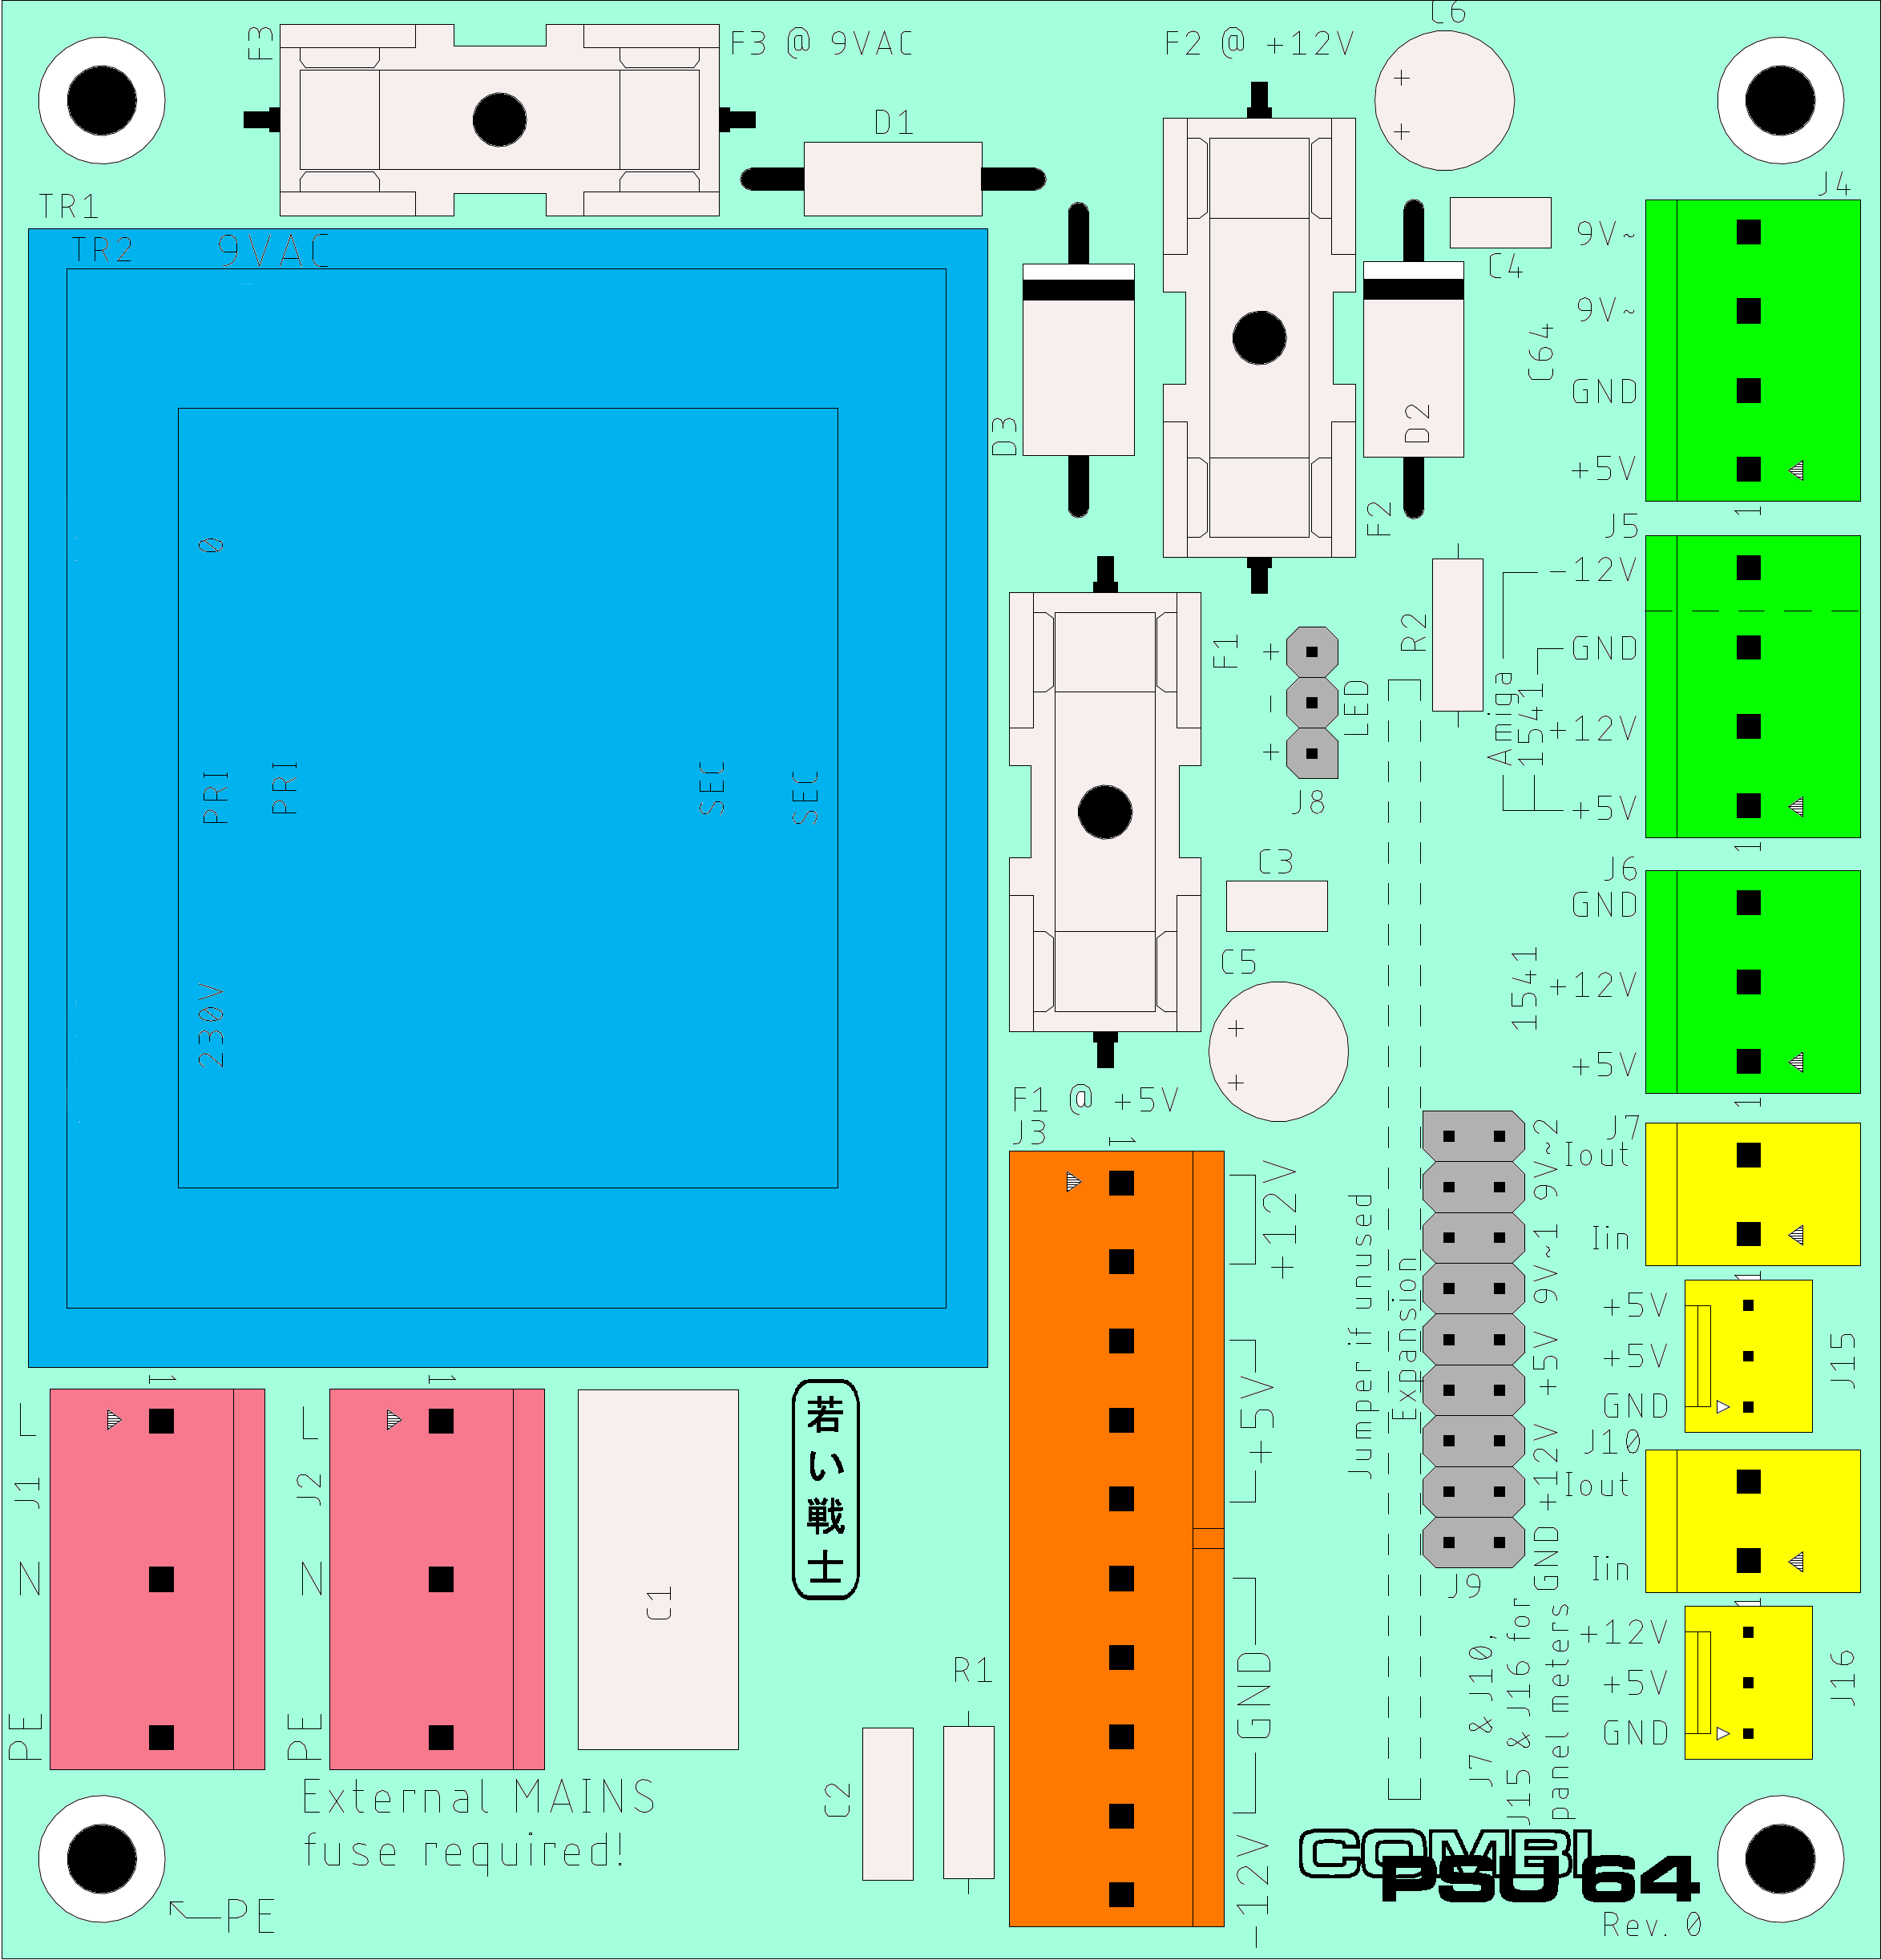 C6
F3
F3 @ 9VAC
F2 @ +12V
+
+
D1
TR1
J4
TR2
9VAC
9V~
C4
9V~
C64
GND
D3
D2
+5V
F2
1
J5
0
-12V
R2
F1
+
-
+
LED
J8
GND
Amiga
1541
+12V
+5V
1
PRI
PRI
SEC
SEC
C3
J6
GND
1541
+12V
+5V
1
C5
+
+
230V
F1 @ +5V
J3
1
+12V
+5V
GND
-12V
J7
Iout
Iin
1
9V~2
9V~1
+5V
+12V
GND
J9
Jumper if unused
Expansion
+5V
+5V
GND
J15
J10
Iout
Iin
1
+12V
+5V
GND
J16
J7 & J10,
J15 & J16 for
panel meters
1
L
J1
N
PE
1
L
J2
N
PE
C1
若い戦士
R1
C2
External MAINS
fuse required!
PE
COMBI
PSU 64
Rev. 0